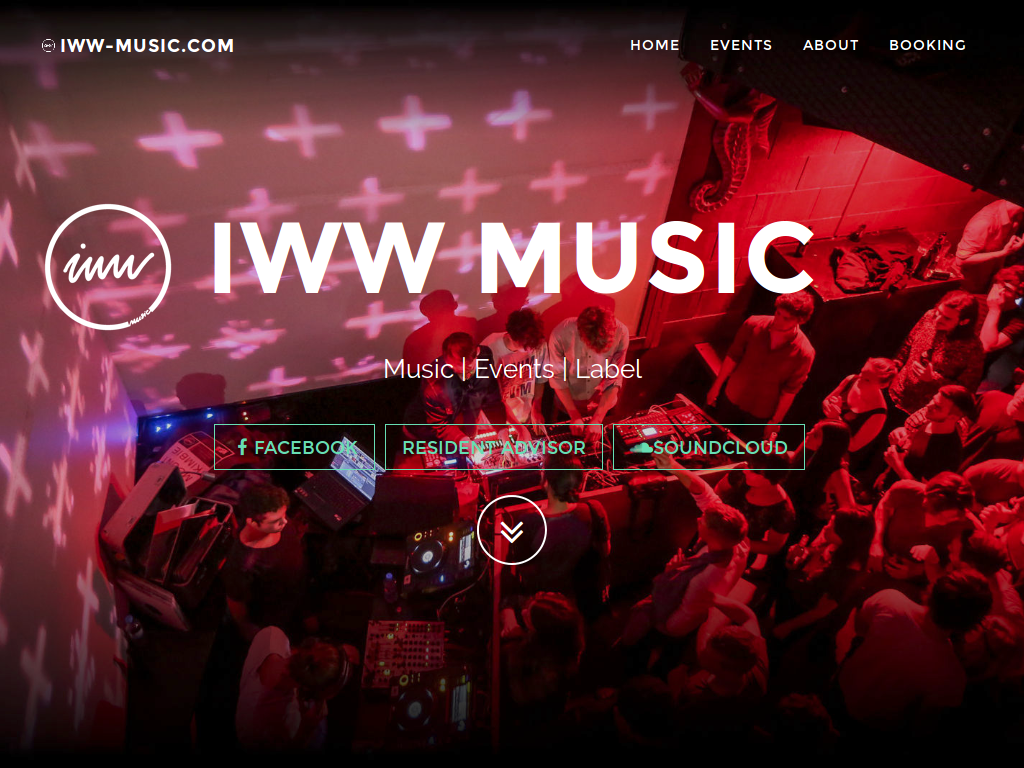 IWW-MUSIC.COM
HOME EVENTS ABOUT BOOKING
iww
music
IWW MUSIC
Music | Events | Label
FACEBOOK RESIDENT ADVISOR SOUNDCLOUD